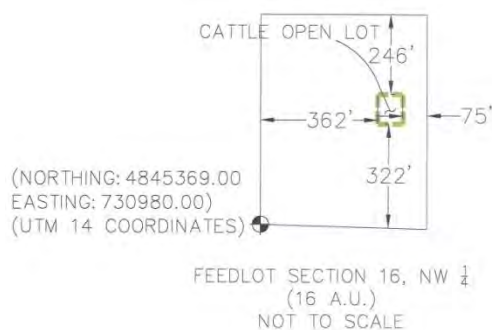 CATTLE OPEN LOT
246'
362'
75'
322'
(NORTHING: 4845369.00
EASTING: 730980.00)
(UTM 14 COORDINATES)
FEEDLOT SECTION 16, NW 1/4
(16 A.U.)
NOT TO SCALE